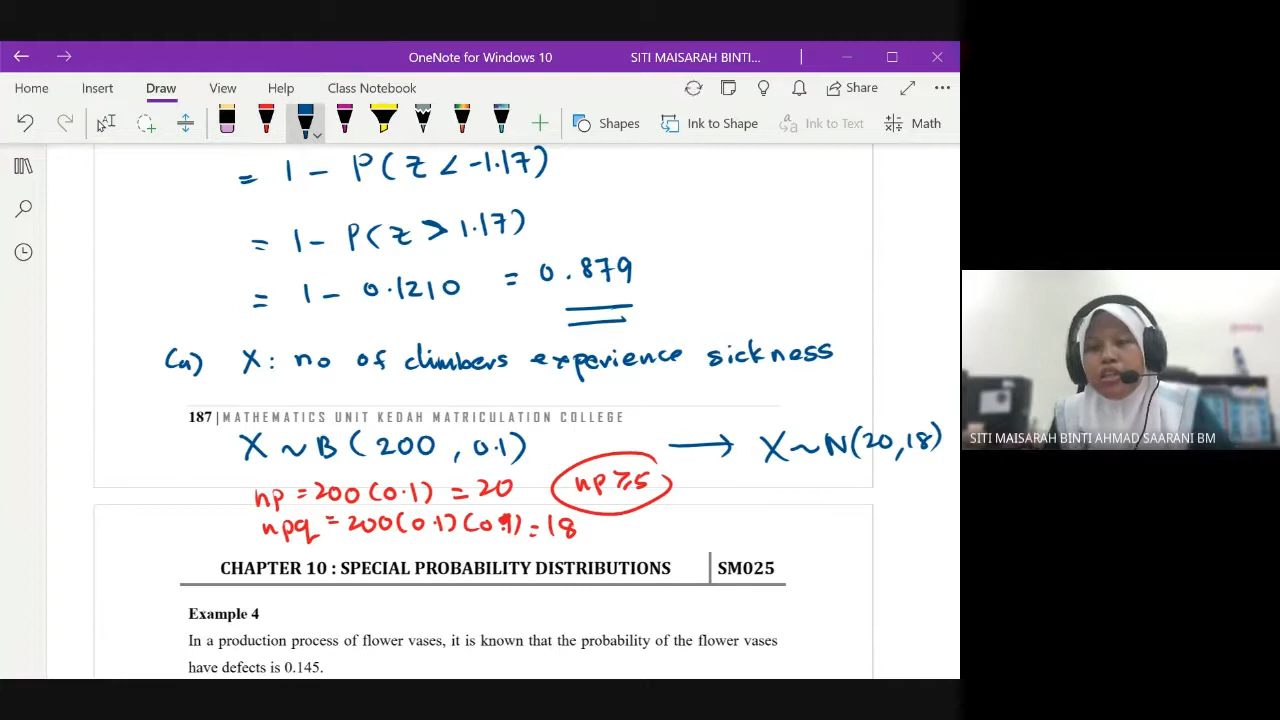 OneNote for Windows 10
SITI MAISARAH BINTI...
Home Insert Draw View Help Class Notebook
Share
Shapes Ink to Shape Ink to Text Math
= 1 - P(Z < -1.17)
= 1 - P(Z > 1.17)
= 1 - 0.1210 = 0.879
X: no of climbers experience sickness
187 | MATHEMATICS UNIT KEDAH MATRICULATION COLLEGE
X ~ B(200, 0.1) → X ~ N(20, 18)
np = 200(0.1) = 20 np ≥ 5
npq = 200(0.1)(0.9) = 18
CHAPTER 10 : SPECIAL PROBABILITY DISTRIBUTIONS SM025
Example 4
In a production process of flower vases, it is known that the probability of the flower vases
have defects is 0.145.
SITI MAISARAH BINTI AHMAD SAARANI BM